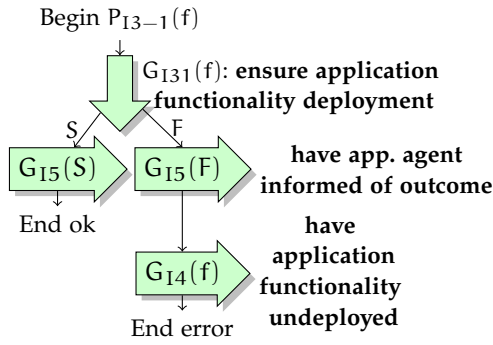 Begin P_{I3−1}(f)
G_{I31}(f): ensure application
functionality deployment
S F
G_{I5}(S) G_{I5}(F) have app. agent
informed of outcome
End ok
have
application
G_{I4}(f) functionality
undeployed
End error